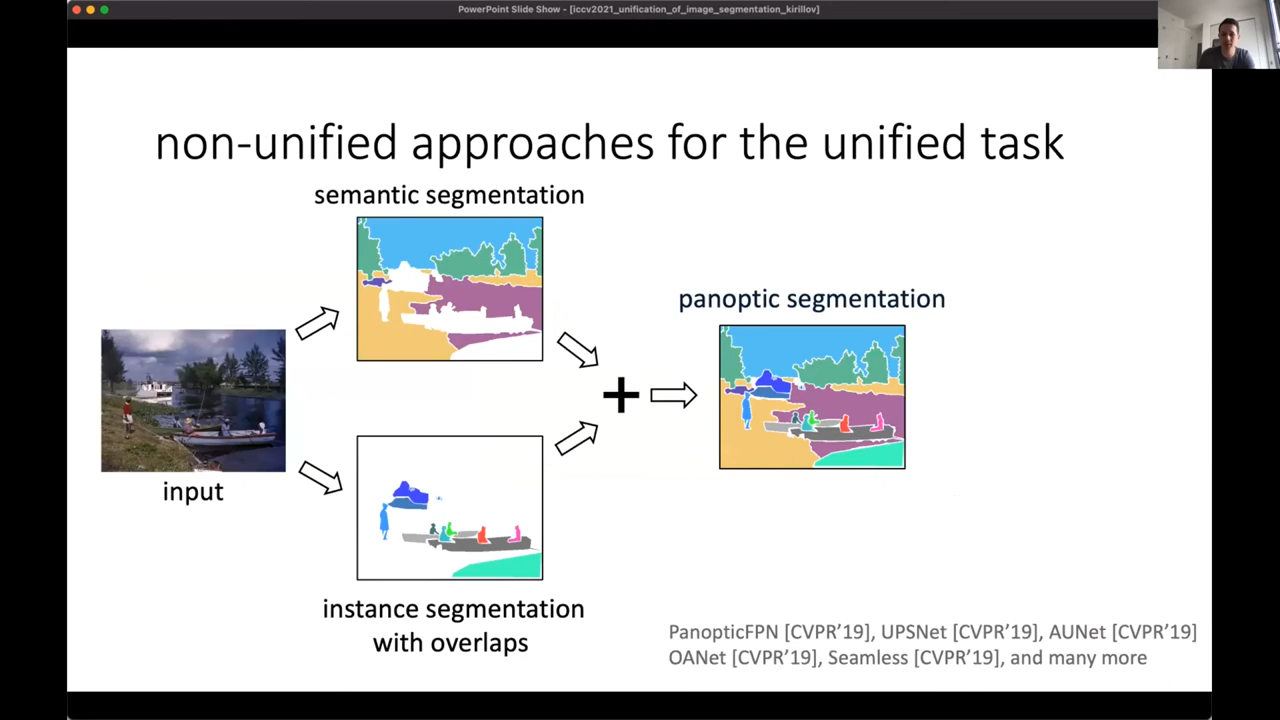 PowerPoint Slide Show - [iccv2021_unification_of_image_segmentation_kirillov]
non-unified approaches for the unified task
semantic segmentation
panoptic segmentation
input
instance segmentation
with overlaps
PanopticFPN [CVPR’19], UPSNet [CVPR’19], AUNet [CVPR’19]
OANet [CVPR’19], Seamless [CVPR’19], and many more